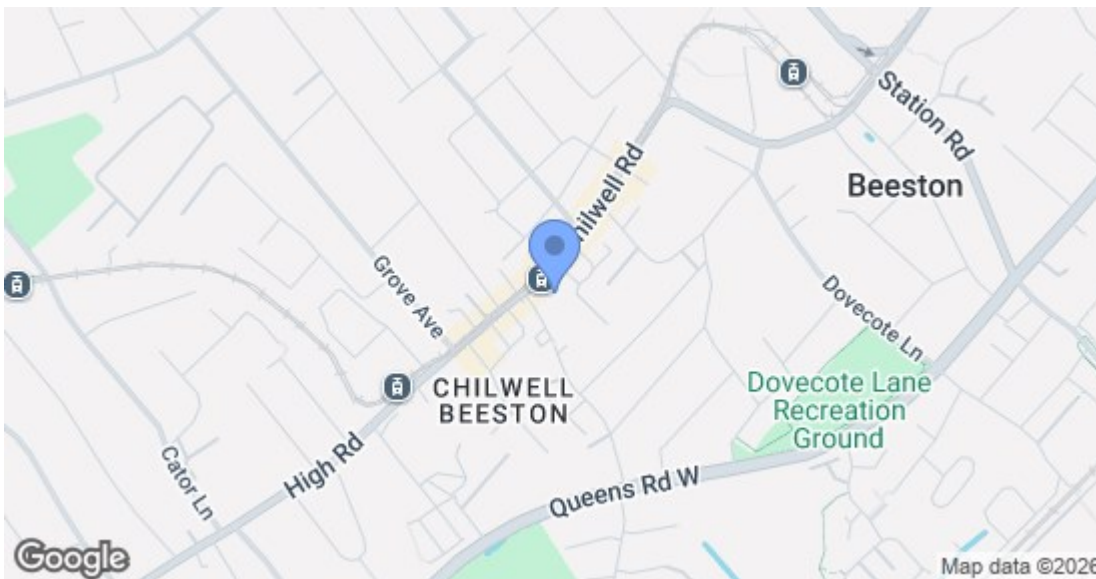 Station Rd
Beeston
Chilwell Rd
Grove Ave
Dovecote Ln
CHILWELL
BEESTON
Dovecote Lane
Recreation
Ground
High Rd
Cator Ln
Queens Rd W
Google
Map data ©2026